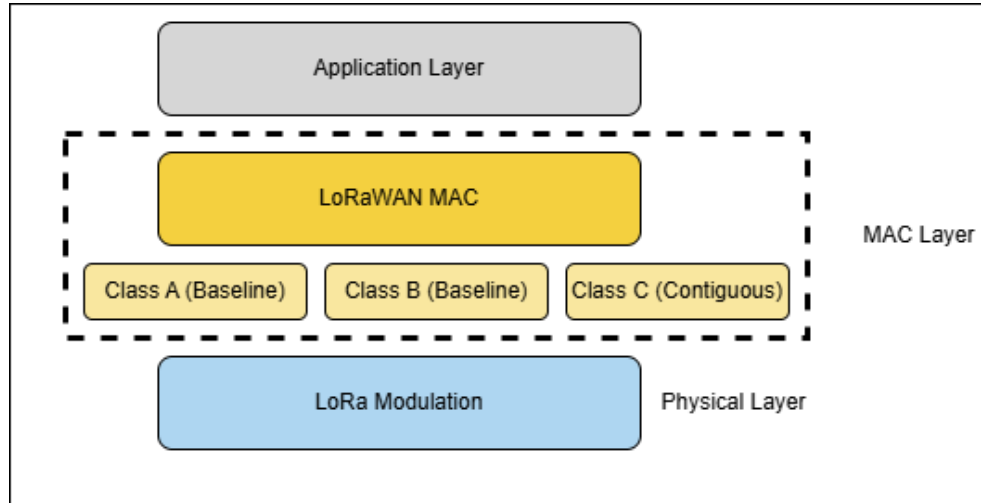 Application Layer
LoRaWAN MAC
MAC Layer
Class A (Baseline)
Class B (Baseline)
Class C (Contiguous)
LoRa Modulation
Physical Layer